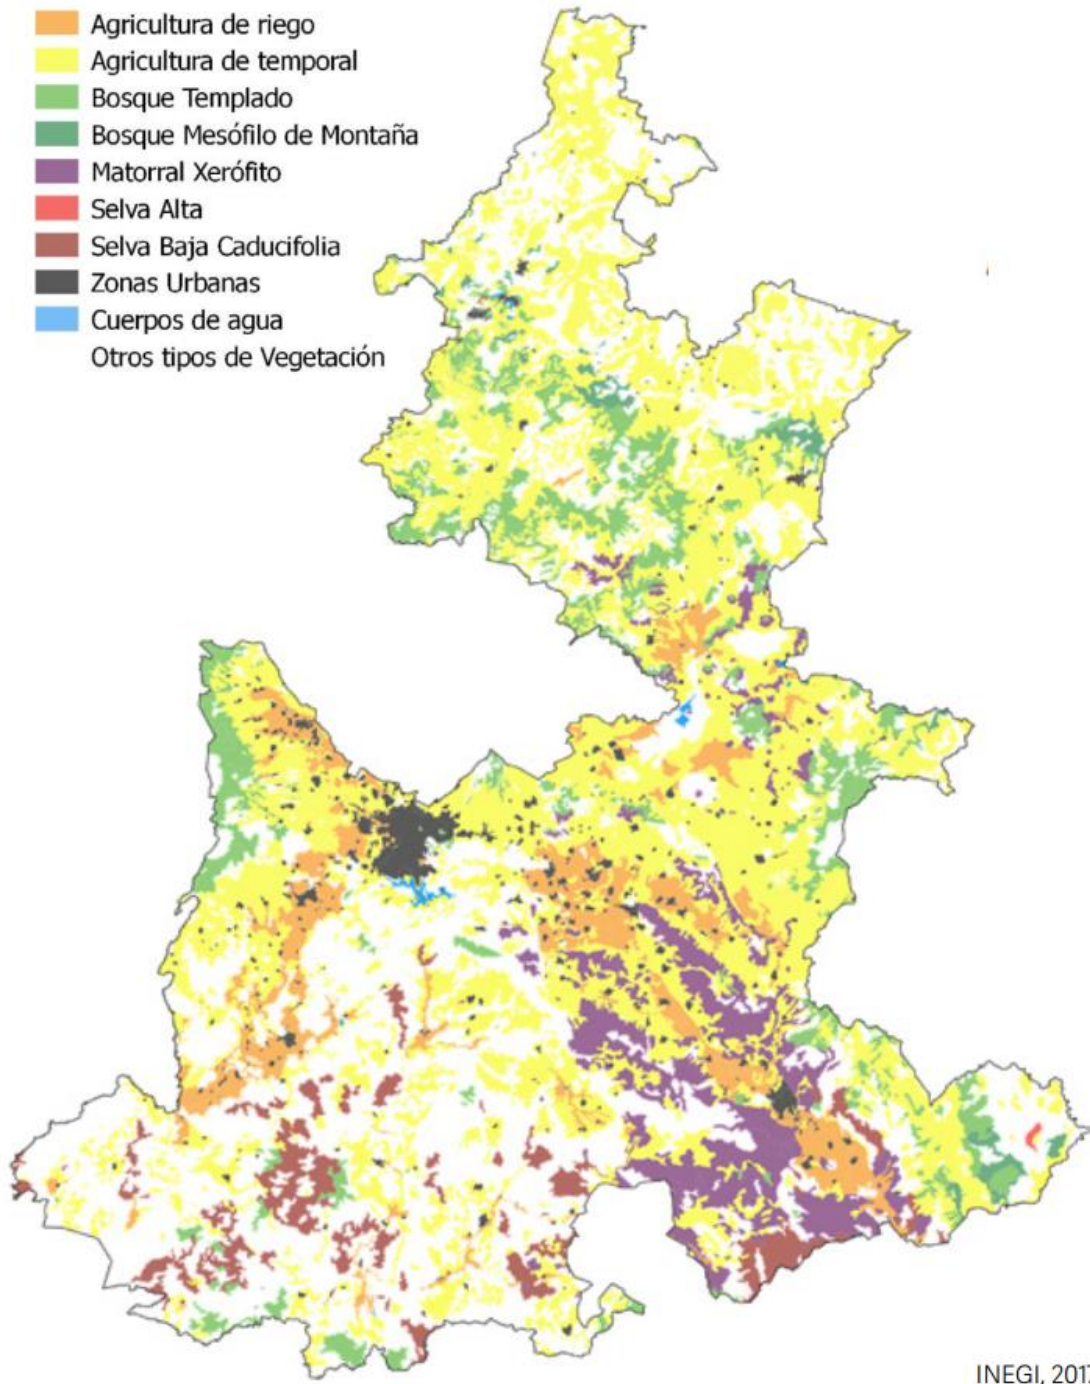 Agricultura de riego
Agricultura de temporal
Bosque Templado
Bosque Mesófilo de Montaña
Matorral Xerófito
Selva Alta
Selva Baja Caducifolia
Zonas Urbanas
Cuerpos de agua
Otros tipos de Vegetación
INEGI, 2017